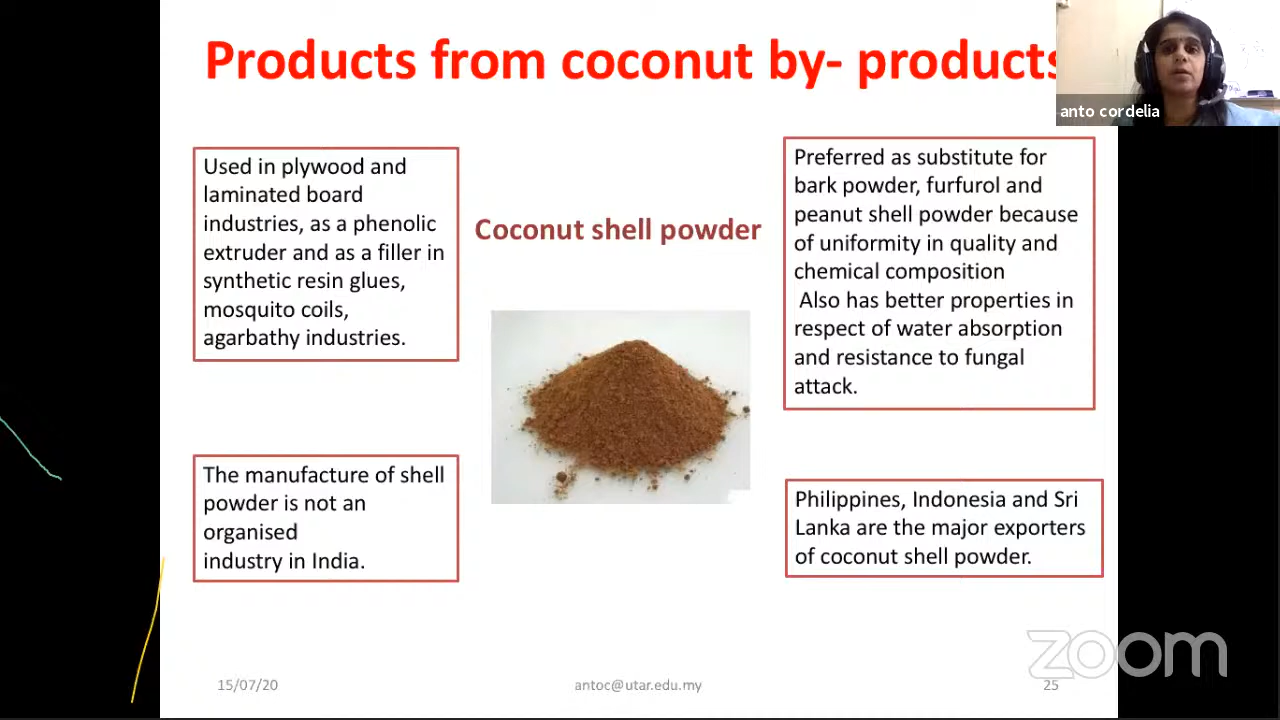 Products from coconut by- products
anto cordelia
Used in plywood and
laminated board
industries, as a phenolic
extruder and as a filler in
synthetic resin glues,
mosquito coils,
agarbathy industries.
Coconut shell powder
Preferred as substitute for
bark powder, furfurol and
peanut shell powder because
of uniformity in quality and
chemical composition
Also has better properties in
respect of water absorption
and resistance to fungal
attack.
The manufacture of shell
powder is not an
organised
industry in India.
Philippines, Indonesia and Sri
Lanka are the major exporters
of coconut shell powder.
zoom
15/07/20
antoc@utar.edu.my
25